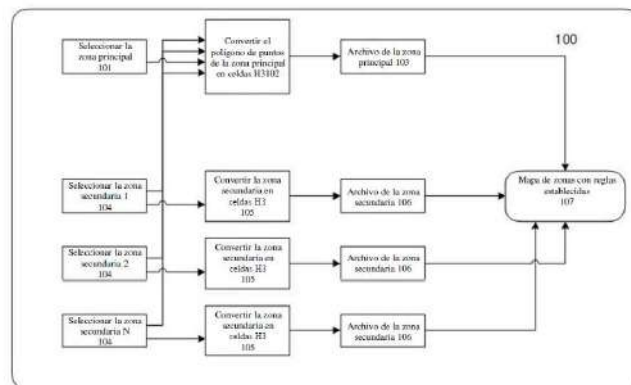 Seleccionar la
zona principal
101
Convertir el
polígono de puntos
de la zona principal
en celdas H3102
Archivo de la zona
principal 103
100
Seleccionar la zona
secundaria 1
104
Convertir la zona
secundaria en
celdas H3
105
Archivo de la zona
secundaria 106
Mapa de zonas con reglas
establecidas
107
Seleccionar la zona
secundaria 2
104
Convertir la zona
secundaria en
celdas H3
105
Archivo de la zona
secundaria 106
Seleccionar la zona
secundaria N
104
Convertir la zona
secundaria en
celdas H3
105
Archivo de la zona
secundaria 106